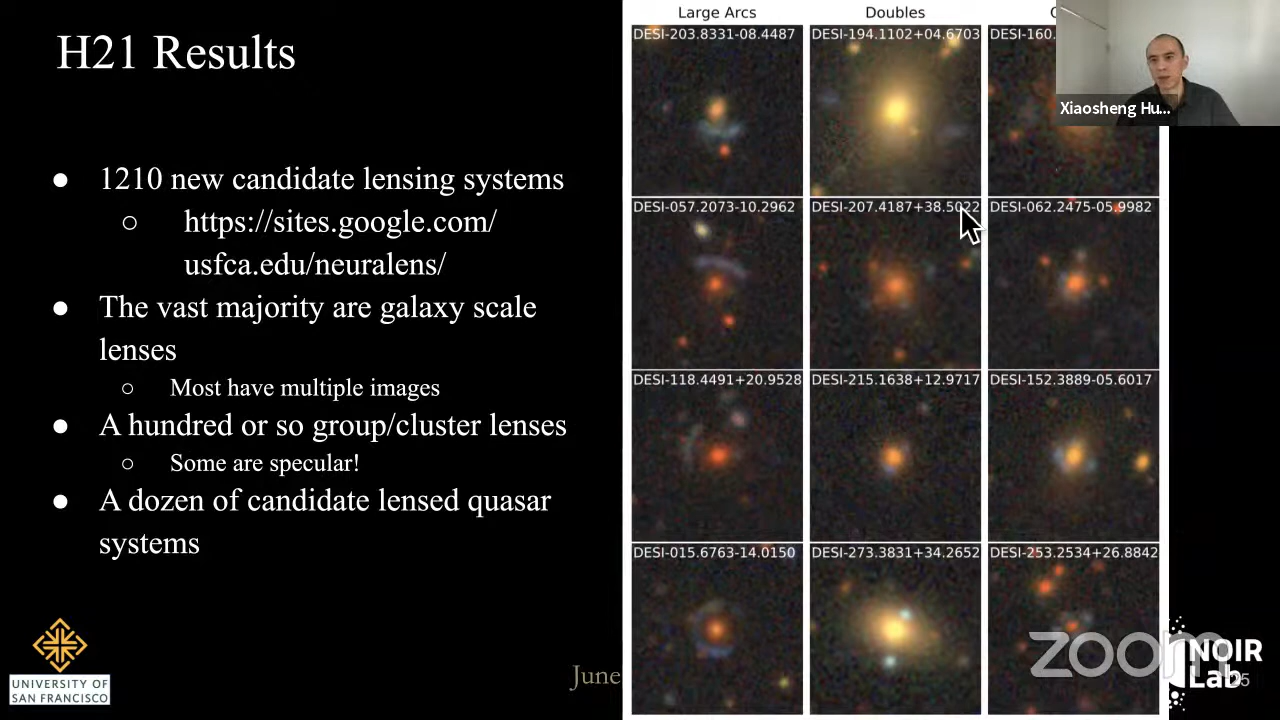 H21 Results
● 1210 new candidate lensing systems
○ https://sites.google.com/
usfca.edu/neuralens/
● The vast majority are galaxy scale
lenses
○ Most have multiple images
● A hundred or so group/cluster lenses
○ Some are specular!
● A dozen of candidate lensed quasar
systems
UNIVERSITY OF
SAN FRANCISCO
June
Large Arcs Doubles
DESI-203.8331-08.4487 DESI-194.1102+04.6703 DESI-160.
DESI-057.2073-10.2962 DESI-207.4187+38.5022 DESI-062.2475-05.9982
DESI-118.4491+20.9528 DESI-215.1638+12.9717 DESI-152.3889-05.6017
DESI-015.6763-14.0150 DESI-273.3831+34.2652 DESI-253.2534+26.8842
Xiaosheng Hu...
zoom
NOIR
Lab